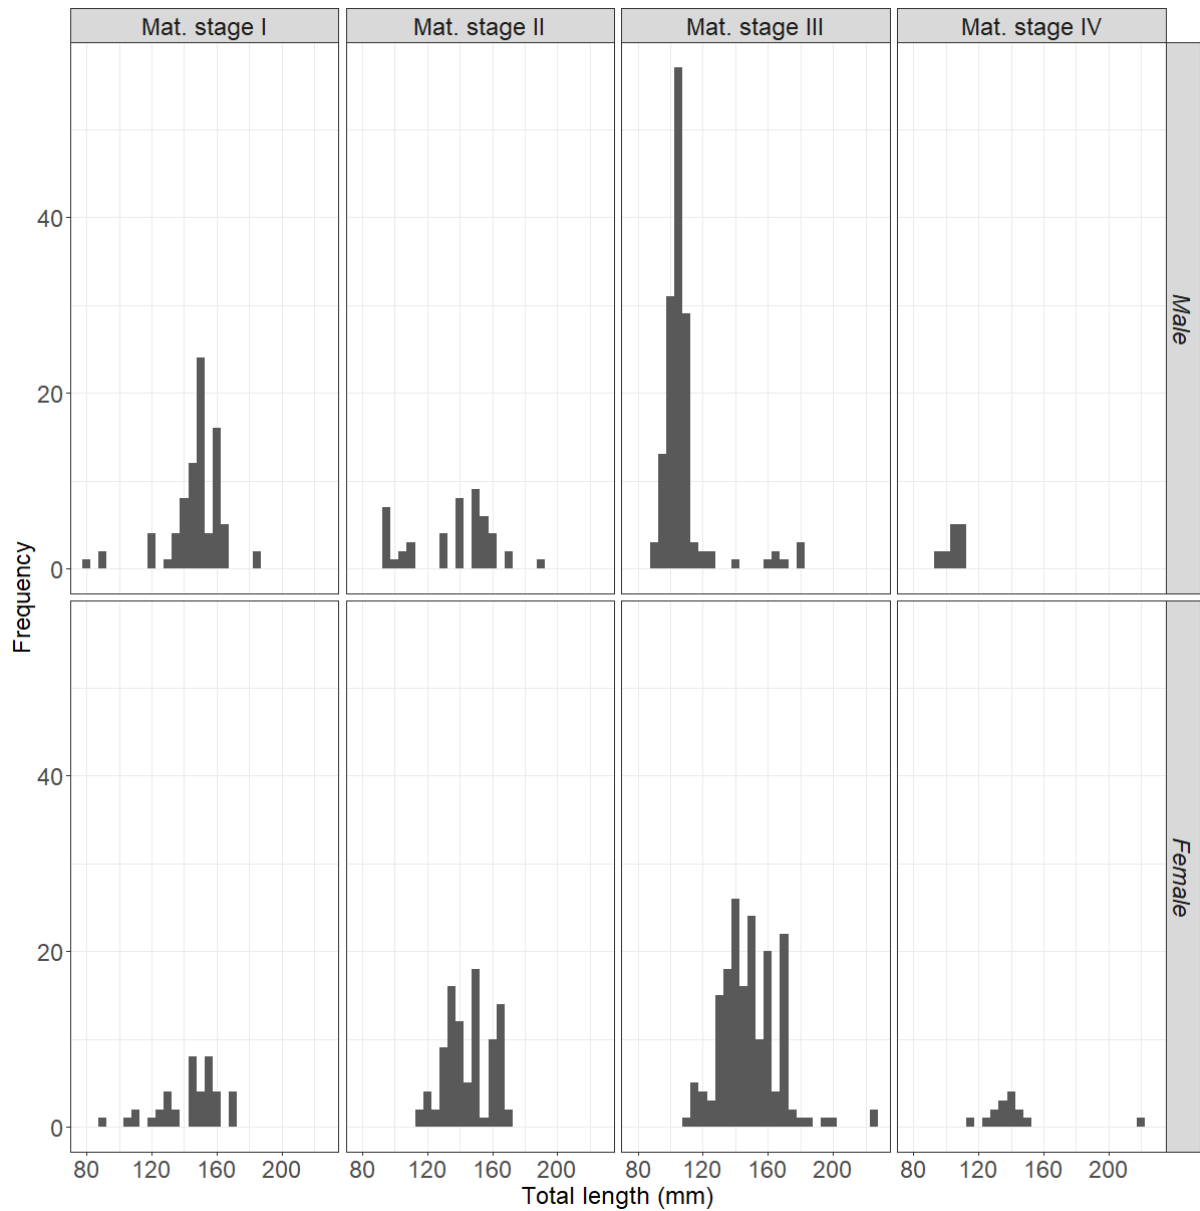 Mat. stage I
Mat. stage II
Mat. stage III
Mat. stage IV
Frequency
40
20
0
Male
40
20
0
Female
80 120 160 200
80 120 160 200
80 120 160 200
80 120 160 200
Total length (mm)